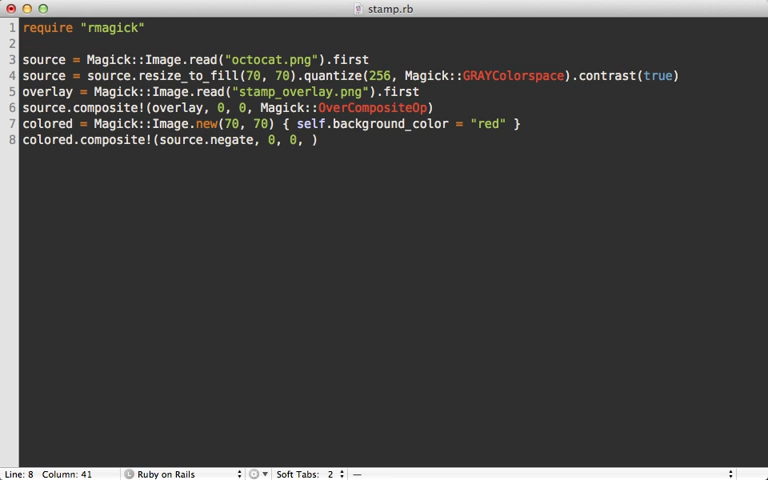 stamp.rb
1 require "rmagick"
2
3 source = Magick::Image.read("octocat.png").first
4 source = source.resize_to_fill(70, 70).quantize(256, Magick::GRAYColorspace).contrast(true)
5 overlay = Magick::Image.read("stamp_overlay.png").first
6 source.composite!(overlay, 0, 0, Magick::OverCompositeOp)
7 colored = Magick::Image.new(70, 70) { self.background_color = "red" }
8 colored.composite!(source.negate, 0, 0, )
Line: 8 Column: 41 L Ruby on Rails Soft Tabs: 2 —